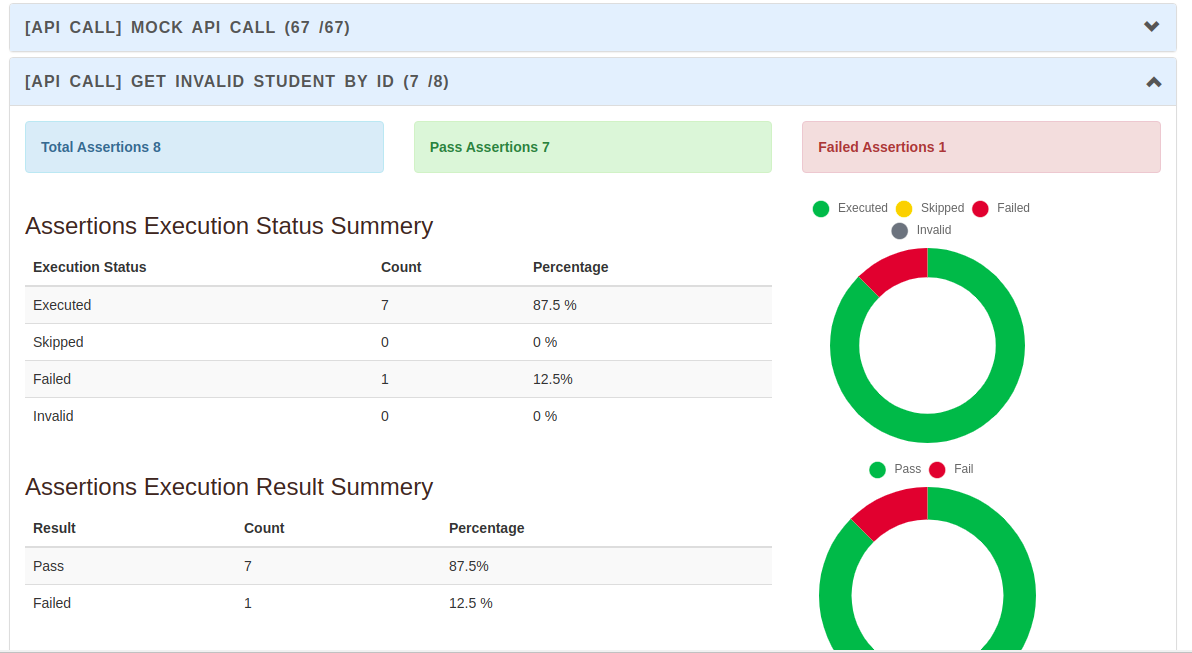 [API CALL] MOCK API CALL (67 /67)
[API CALL] GET INVALID STUDENT BY ID (7 /8)
Total Assertions 8
Pass Assertions 7
Failed Assertions 1
Assertions Execution Status Summery
Execution Status Count Percentage
Executed 7 87.5 %
Skipped 0 0 %
Failed 1 12.5%
Invalid 0 0 %
Executed Skipped Failed
Invalid
Assertions Execution Result Summery
Result Count Percentage
Pass 7 87.5%
Failed 1 12.5 %
Pass Fail